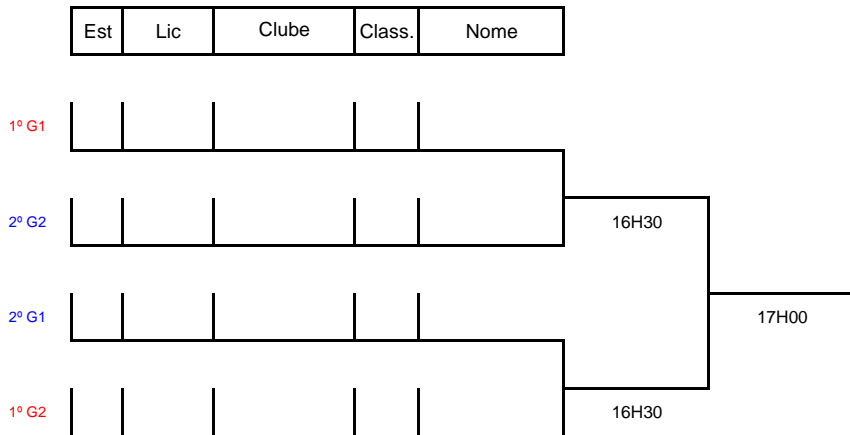 Est Lic Clube Class. Nome
1º G1
2º G2 16H30
2º G1 17H00
1º G2 16H30